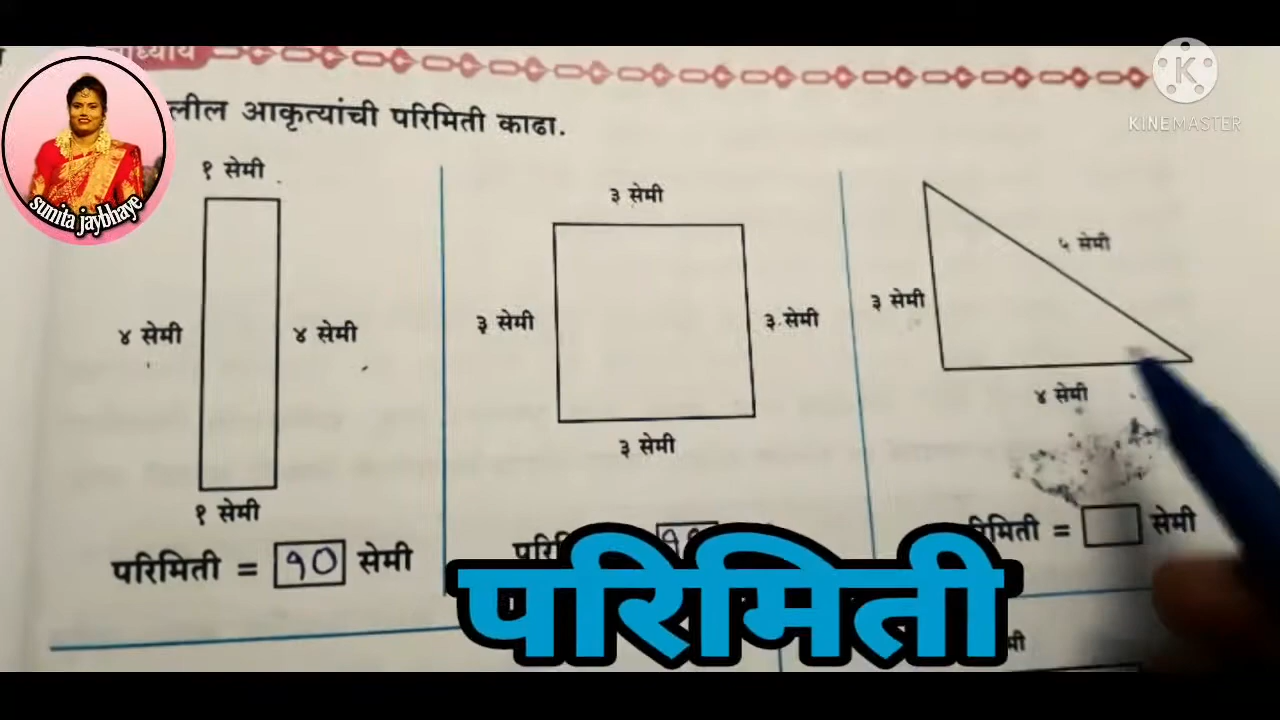 KINEMASTER
लील आकृत्यांची परिमिती काढा.
१ सेमी
४ सेमी
४ सेमी
१ सेमी
परिमिती = १० सेमी
३ सेमी
३ सेमी
३ सेमी
३ सेमी
५ सेमी
३ सेमी
४ सेमी
रिमिती = सेमी
sunita jaybhaye
परिमिती